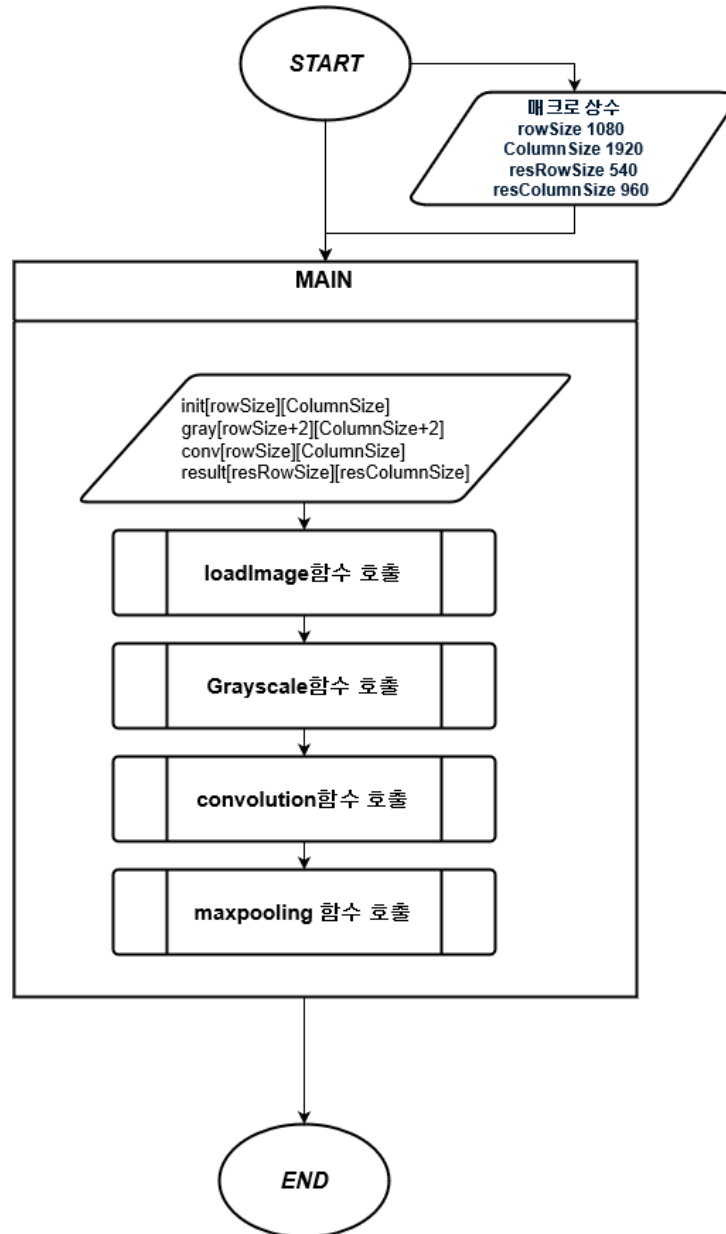 START
매크로 상수
rowSize 1080
ColumnSize 1920
resRowSize 540
resColumnSize 960
MAIN
init[rowSize][ColumnSize]
gray[rowSize+2][ColumnSize+2]
conv[rowSize][ColumnSize]
result[resRowSize][resColumnSize]
loadImage함수 호출
Grayscale함수 호출
convolution함수 호출
maxpooling 함수 호출
END